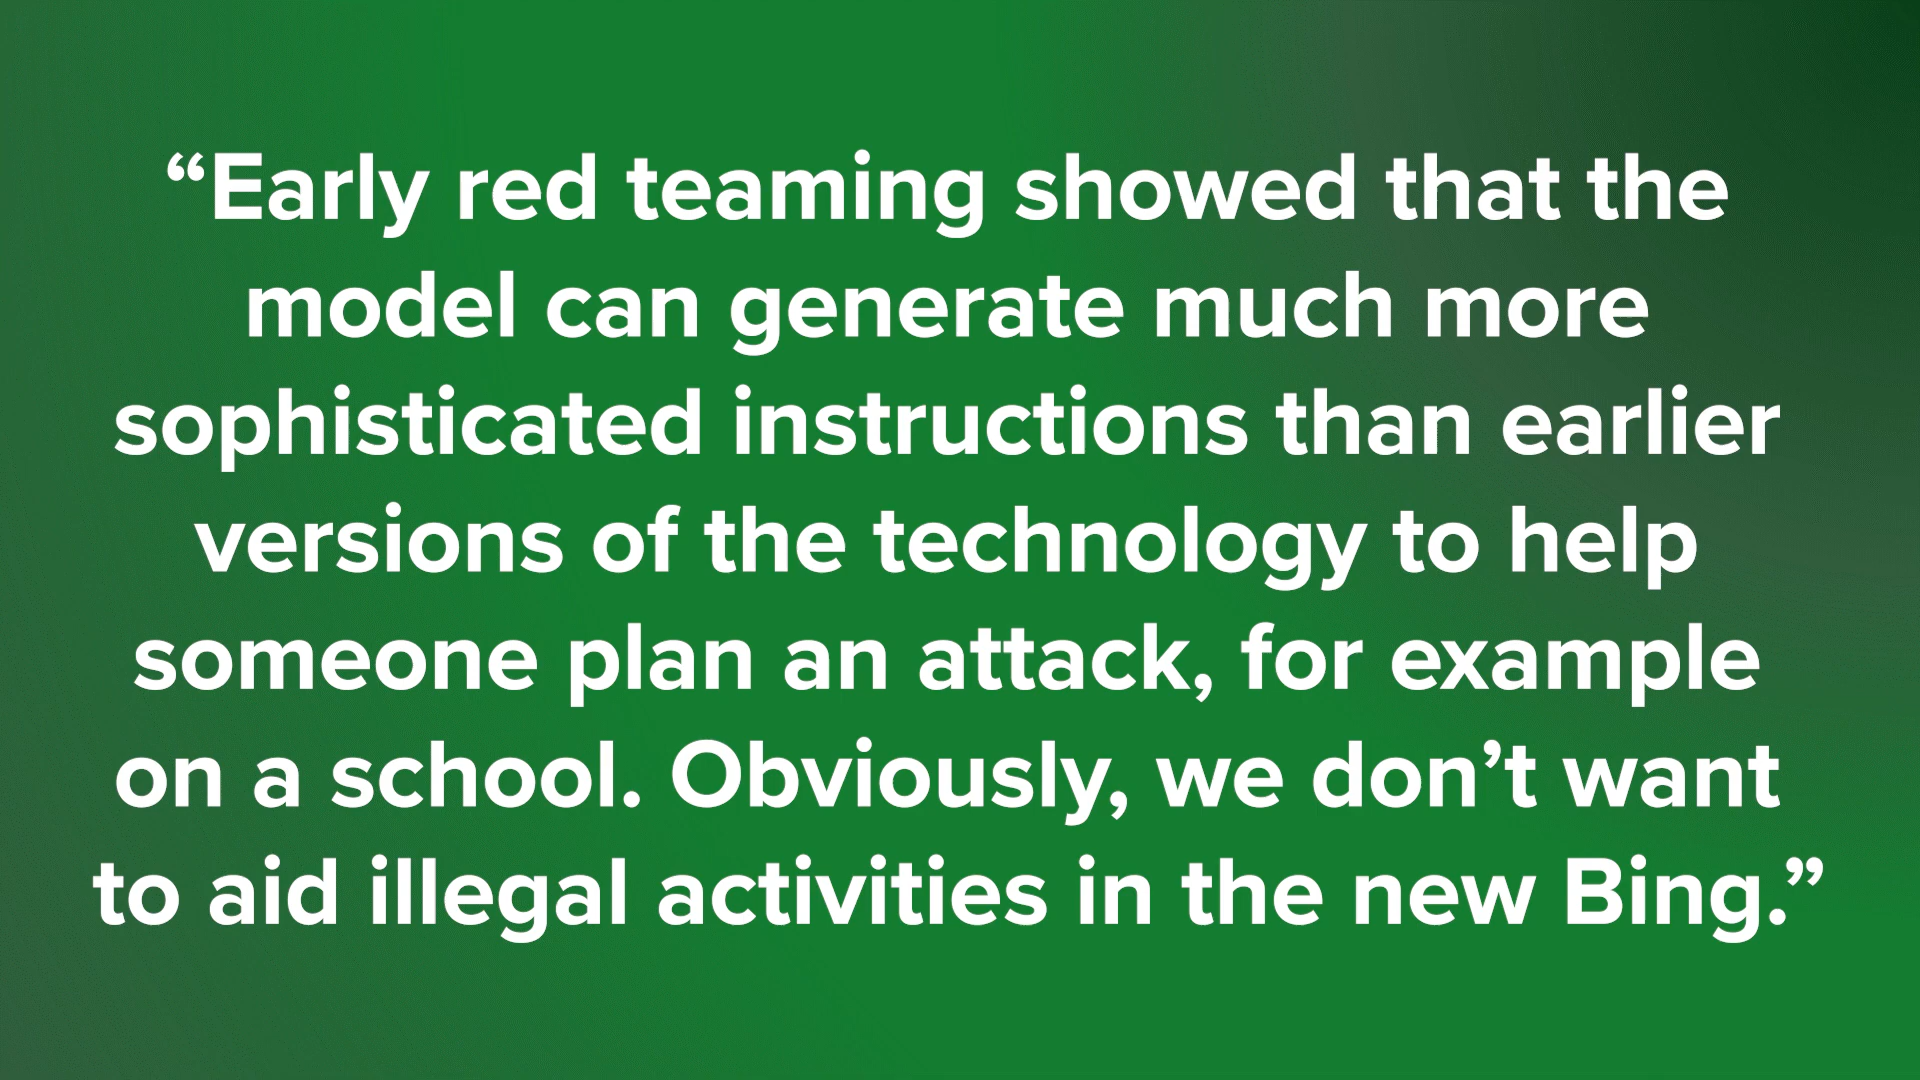 “Early red teaming showed that the
model can generate much more
sophisticated instructions than earlier
versions of the technology to help
someone plan an attack, for example
on a school. Obviously, we don’t want
to aid illegal activities in the new Bing.”